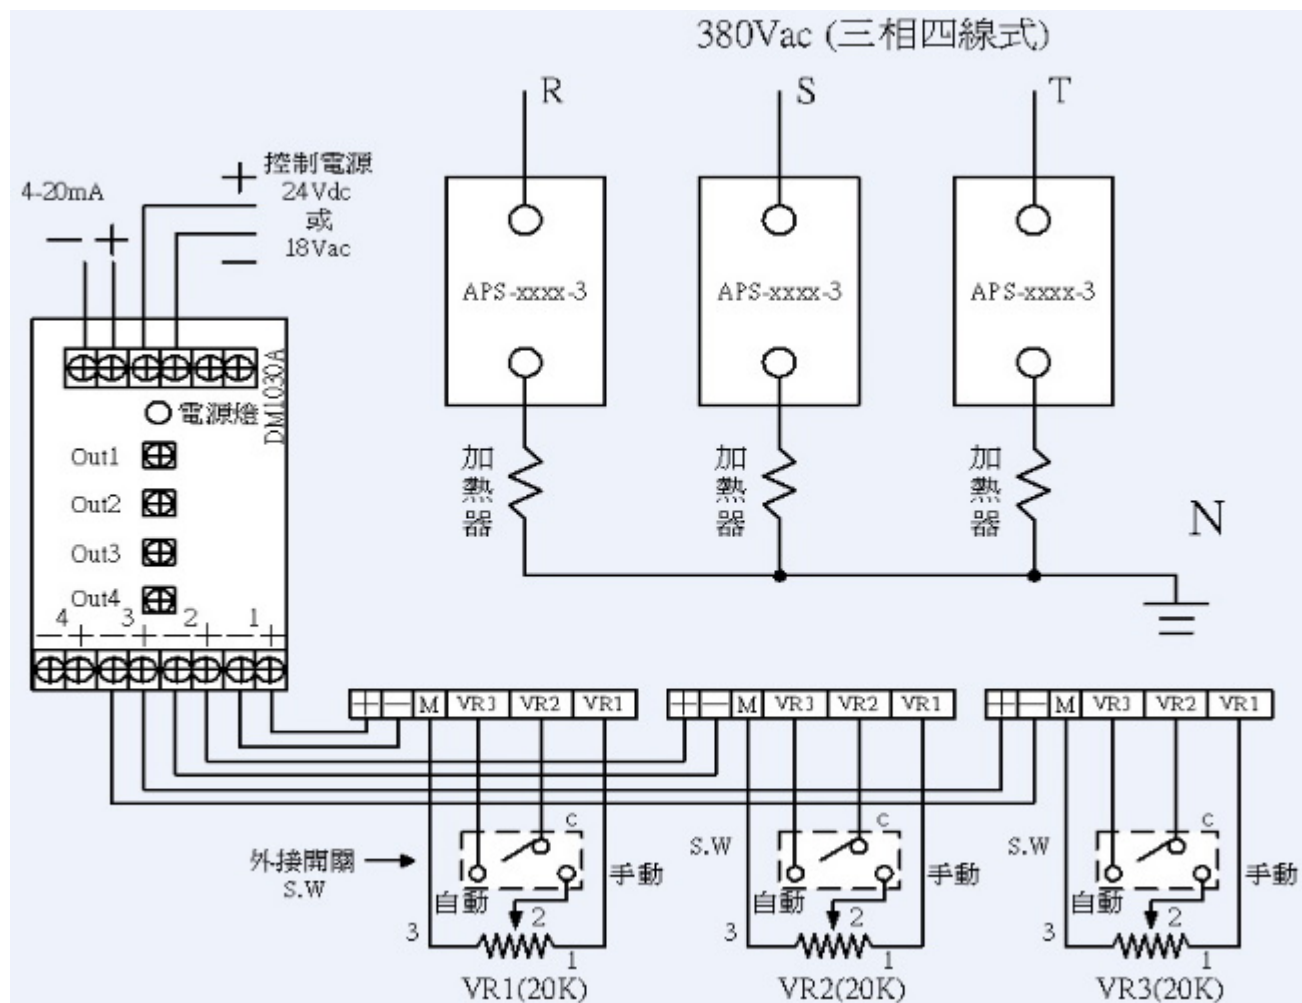 380Vac (三相四線式)
R S T
4-20mA
－ ＋
＋ 控制電源
24Vdc
或
18Vac
－
APS-xxxx-3 APS-xxxx-3 APS-xxxx-3
DM1030A
電源燈
Out1
Out2
Out3
Out4
4 3 2 1
－＋－＋－＋－＋
加熱器 加熱器 加熱器
N
＋ － M VR3 VR2 VR1
＋ － M VR3 VR2 VR1
＋ － M VR3 VR2 VR1
外接開關
S.W
c
自動 手動
3 2 1
VR1(20K)
S.W
c
自動 手動
3 2 1
VR2(20K)
S.W
c
自動 手動
3 2 1
VR3(20K)